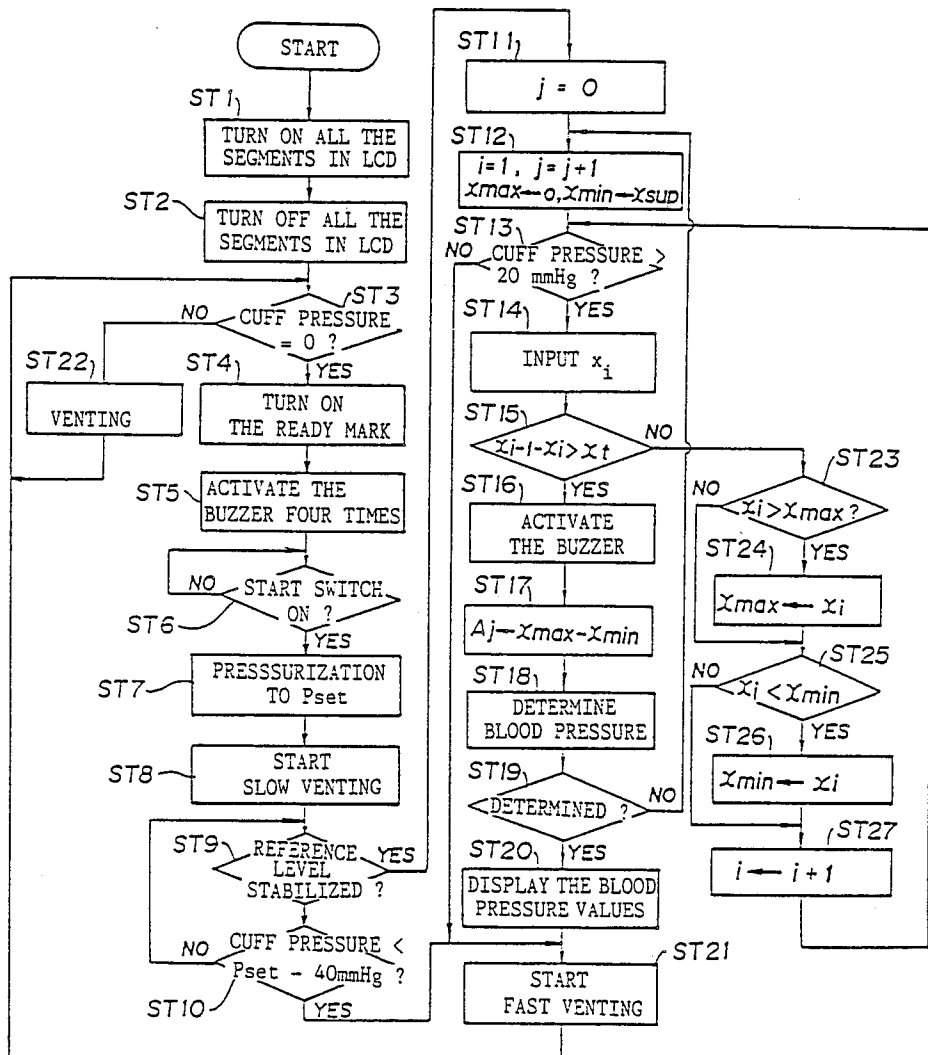 START
ST1
TURN ON ALL THE
SEGMENTS IN LCD
ST2
TURN OFF ALL THE
SEGMENTS IN LCD
ST3
CUFF PRESSURE
= 0 ?
NO
YES
ST22
VENTING
ST4
TURN ON
THE READY MARK
ST5
ACTIVATE THE
BUZZER FOUR TIMES
NO
START SWITCH
ON ?
ST6
YES
PRESSSURIZATION
TO Pset
ST7
START
SLOW VENTING
ST8
ST9
REFERENCE
LEVEL
STABILIZED ?
YES
CUFF PRESSURE <
Pset - 40mmHg ?
NO
ST10
YES
ST11
j = 0
ST12
i=1, j=j+1
xmax←0, xmin←xsup
ST13
NO
CUFF PRESSURE >
20 mmHg ?
YES
ST14
INPUT xi
ST15
xi-1-xi>xt
NO
YES
ST16
ACTIVATE
THE BUZZER
ST17
Aj←xmax-xmin
ST18
DETERMINE
BLOOD PRESSURE
ST19
DETERMINED ?
NO
YES
ST20
DISPLAY THE BLOOD
PRESSURE VALUES
ST21
START
FAST VENTING
ST23
NO
xi>xmax?
YES
ST24
xmax←xi
ST25
NO
xi<xmin
YES
ST26
xmin←xi
ST27
i←i+1